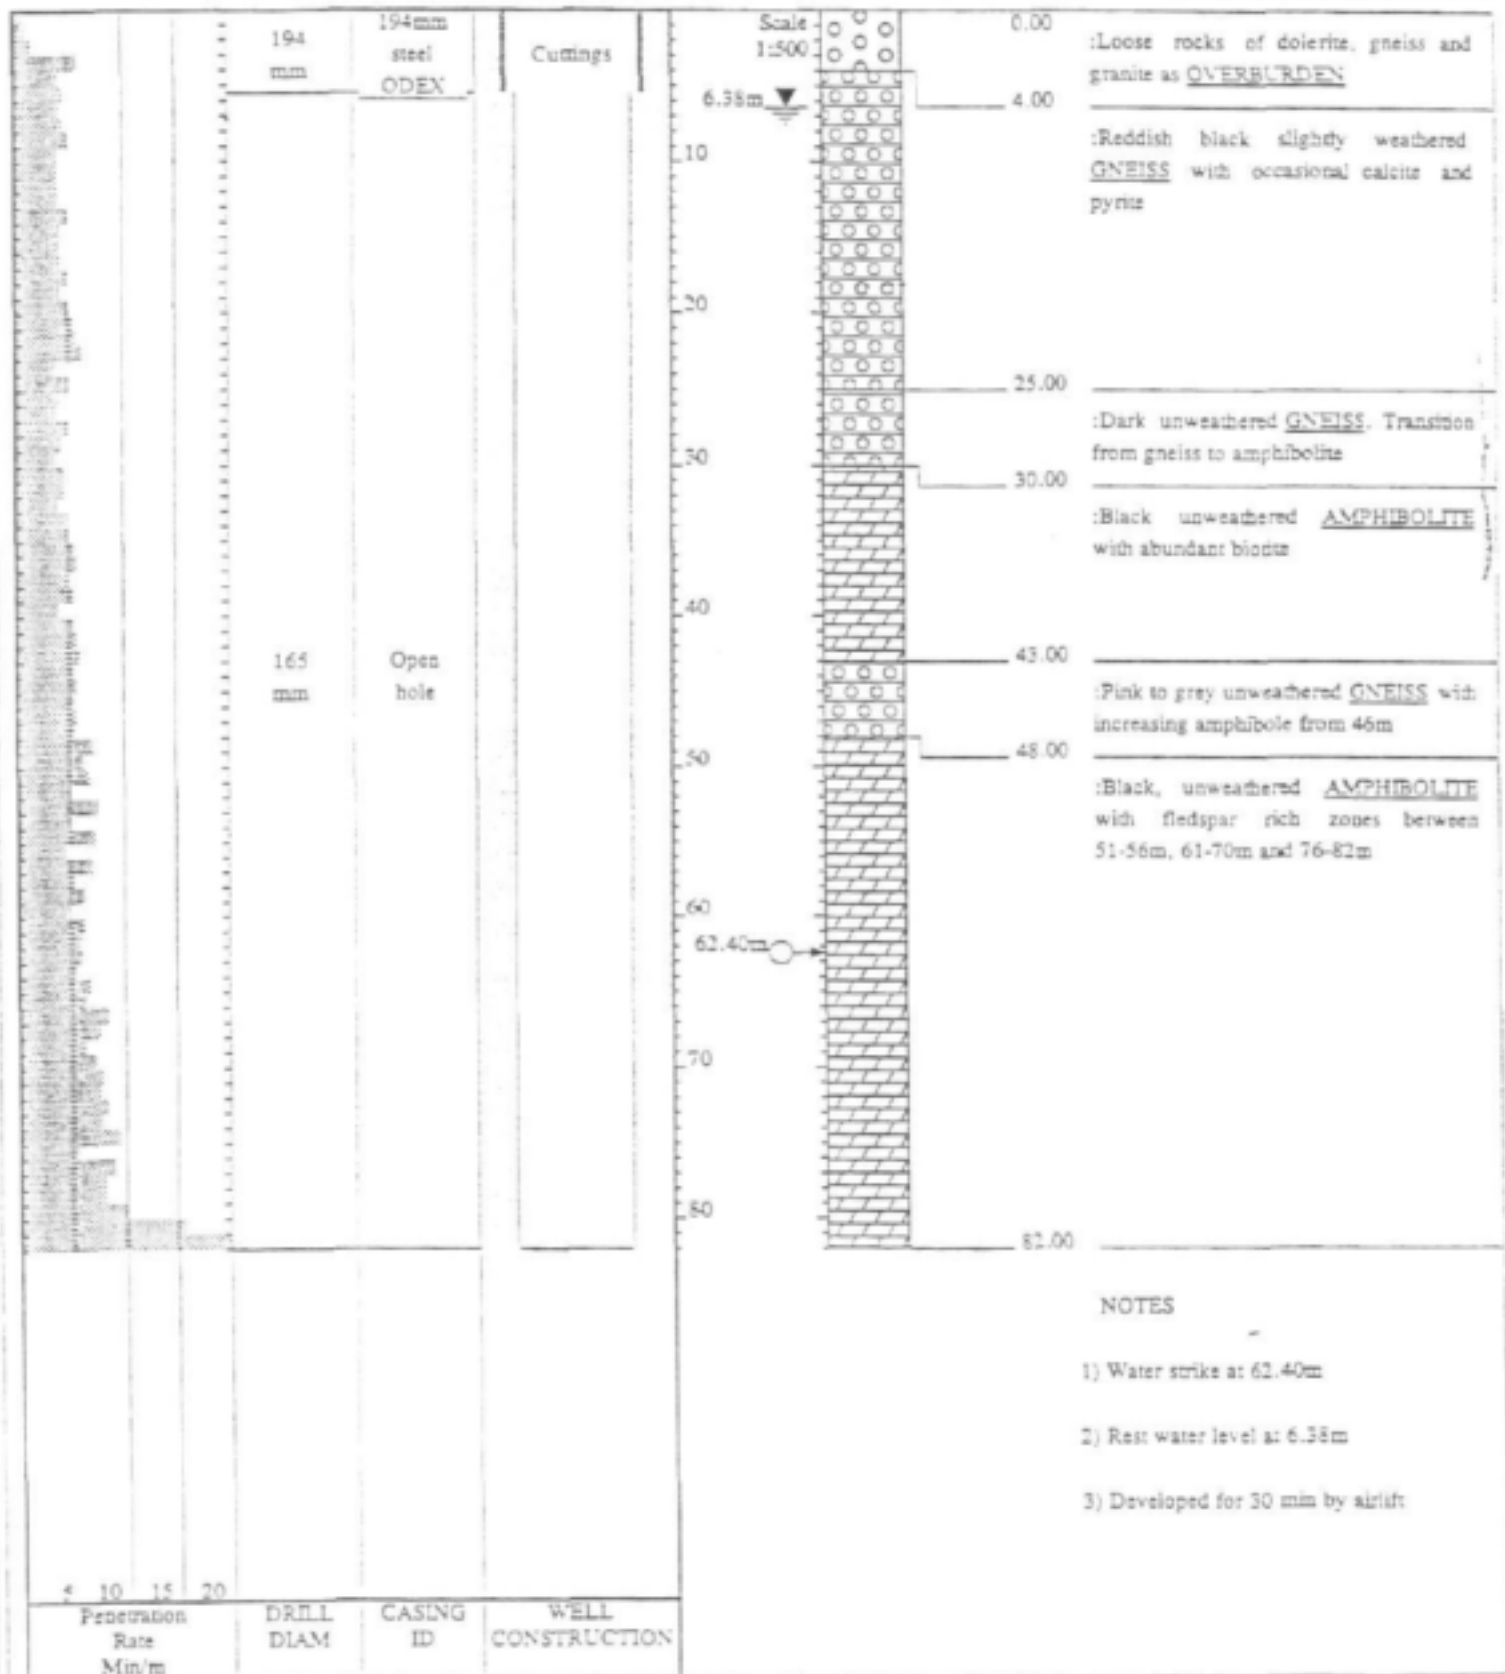 194
mm
194mm
steel
ODEX
Cuttings
Scale
1:500
6.38m
10
20
30
40
50
60
62.40m
70
80
165
mm
Open
hole
0.00
:Loose rocks of dolerite, gneiss and
granite as OVERBURDEN
4.00
:Reddish black slightly weathered
GNEISS with occasional calcite and
pyrite
25.00
:Dark unweathered GNEISS. Transition
from gneiss to amphibolite
30.00
:Black unweathered AMPHIBOLITE
with abundant biotite
43.00
:Pink to grey unweathered GNEISS with
increasing amphibole from 46m
48.00
:Black, unweathered AMPHIBOLITE
with fledspar rich zones between
51-56m, 61-70m and 76-82m
82.00
NOTES
1) Water strike at 62.40m
2) Rest water level at 6.38m
3) Developed for 30 min by airlift
5 10 15 20
Penetration
Rate
Min/m
DRILL
DIAM
CASING
ID
WELL
CONSTRUCTION